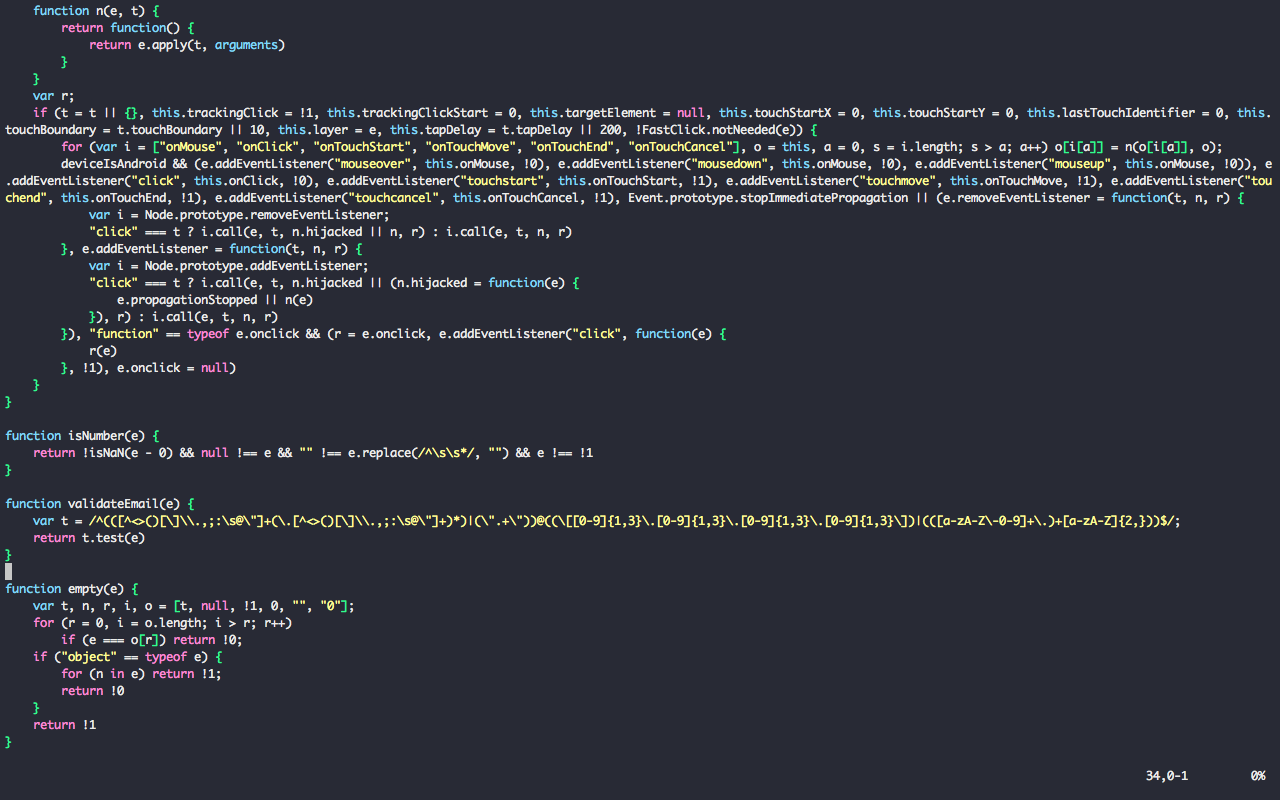 function n(e, t) {
return function() {
return e.apply(t, arguments)
}
}
var r;
if (t = t || {}, this.trackingClick = !1, this.trackingClickStart = 0, this.targetElement = null, this.touchStartX = 0, this.touchStartY = 0, this.lastTouchIdentifier = 0, this.
touchBoundary = t.touchBoundary || 10, this.layer = e, this.tapDelay = t.tapDelay || 200, !FastClick.notNeeded(e)) {
for (var i = ["onMouse", "onClick", "onTouchStart", "onTouchMove", "onTouchEnd", "onTouchCancel"], o = this, a = 0, s = i.length; s > a; a++) o[i[a]] = n(o[i[a]], o);
deviceIsAndroid && (e.addEventListener("mouseover", this.onMouse, !0), e.addEventListener("mousedown", this.onMouse, !0), e.addEventListener("mouseup", this.onMouse, !0)), e
.addEventListener("click", this.onClick, !0), e.addEventListener("touchstart", this.onTouchStart, !1), e.addEventListener("touchmove", this.onTouchMove, !1), e.addEventListener("tou
chend", this.onTouchEnd, !1), e.addEventListener("touchcancel", this.onTouchCancel, !1), Event.prototype.stopImmediatePropagation || (e.removeEventListener = function(t, n, r) {
var i = Node.prototype.removeEventListener;
"click" === t ? i.call(e, t, n.hijacked || n, r) : i.call(e, t, n, r)
}, e.addEventListener = function(t, n, r) {
var i = Node.prototype.addEventListener;
"click" === t ? i.call(e, t, n.hijacked || (n.hijacked = function(e) {
e.propagationStopped || n(e)
}), r) : i.call(e, t, n, r)
}), "function" == typeof e.onclick && (r = e.onclick, e.addEventListener("click", function(e) {
r(e)
}, !1), e.onclick = null)
}
}
function isNumber(e) {
return !isNaN(e - 0) && null !== e && "" !== e.replace(/^\s\s*/, "") && e !== !1
}
function validateEmail(e) {
var t = /^(([^<>()[\]\\.,;:\s@\"]+(\.[^<>()[\]\\.,;:\s@\"]+)*)|(\".+\"))@((\[[0-9]{1,3}\.[0-9]{1,3}\.[0-9]{1,3}\.[0-9]{1,3}\])|(([a-zA-Z\-0-9]+\.)+[a-zA-Z]{2,}))$/;
return t.test(e)
}
function empty(e) {
var t, n, r, i, o = [t, null, !1, 0, "", "0"];
for (r = 0, i = o.length; i > r; r++)
if (e === o[r]) return !0;
if ("object" == typeof e) {
for (n in e) return !1;
return !0
}
return !1
}
34,0-1 0%